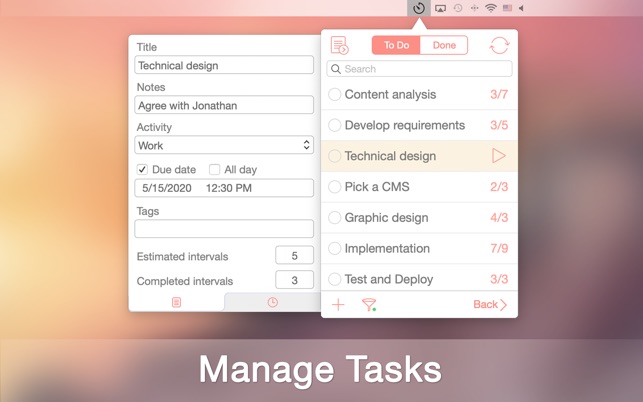 Title
Technical design
Notes
Agree with Jonathan
Activity
Work
Due date All day
5/15/2020 12:30 PM
Tags
Estimated intervals 5
Completed intervals 3
To Do Done
Search
Content analysis 3/7
Develop requirements 3/5
Technical design
Pick a CMS 2/3
Graphic design 4/3
Implementation 7/9
Test and Deploy 3/3
Back
Manage Tasks